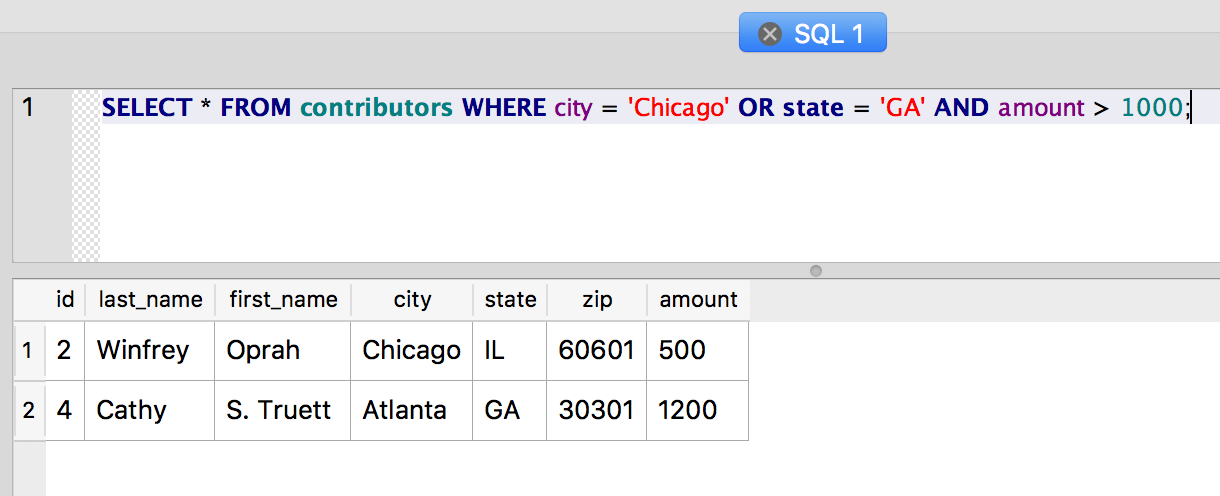 SQL 1
1 SELECT * FROM contributors WHERE city = 'Chicago' OR state = 'GA' AND amount > 1000;
id last_name first_name city state zip amount
1 2 Winfrey Oprah Chicago IL 60601 500
2 4 Cathy S. Truett Atlanta GA 30301 1200